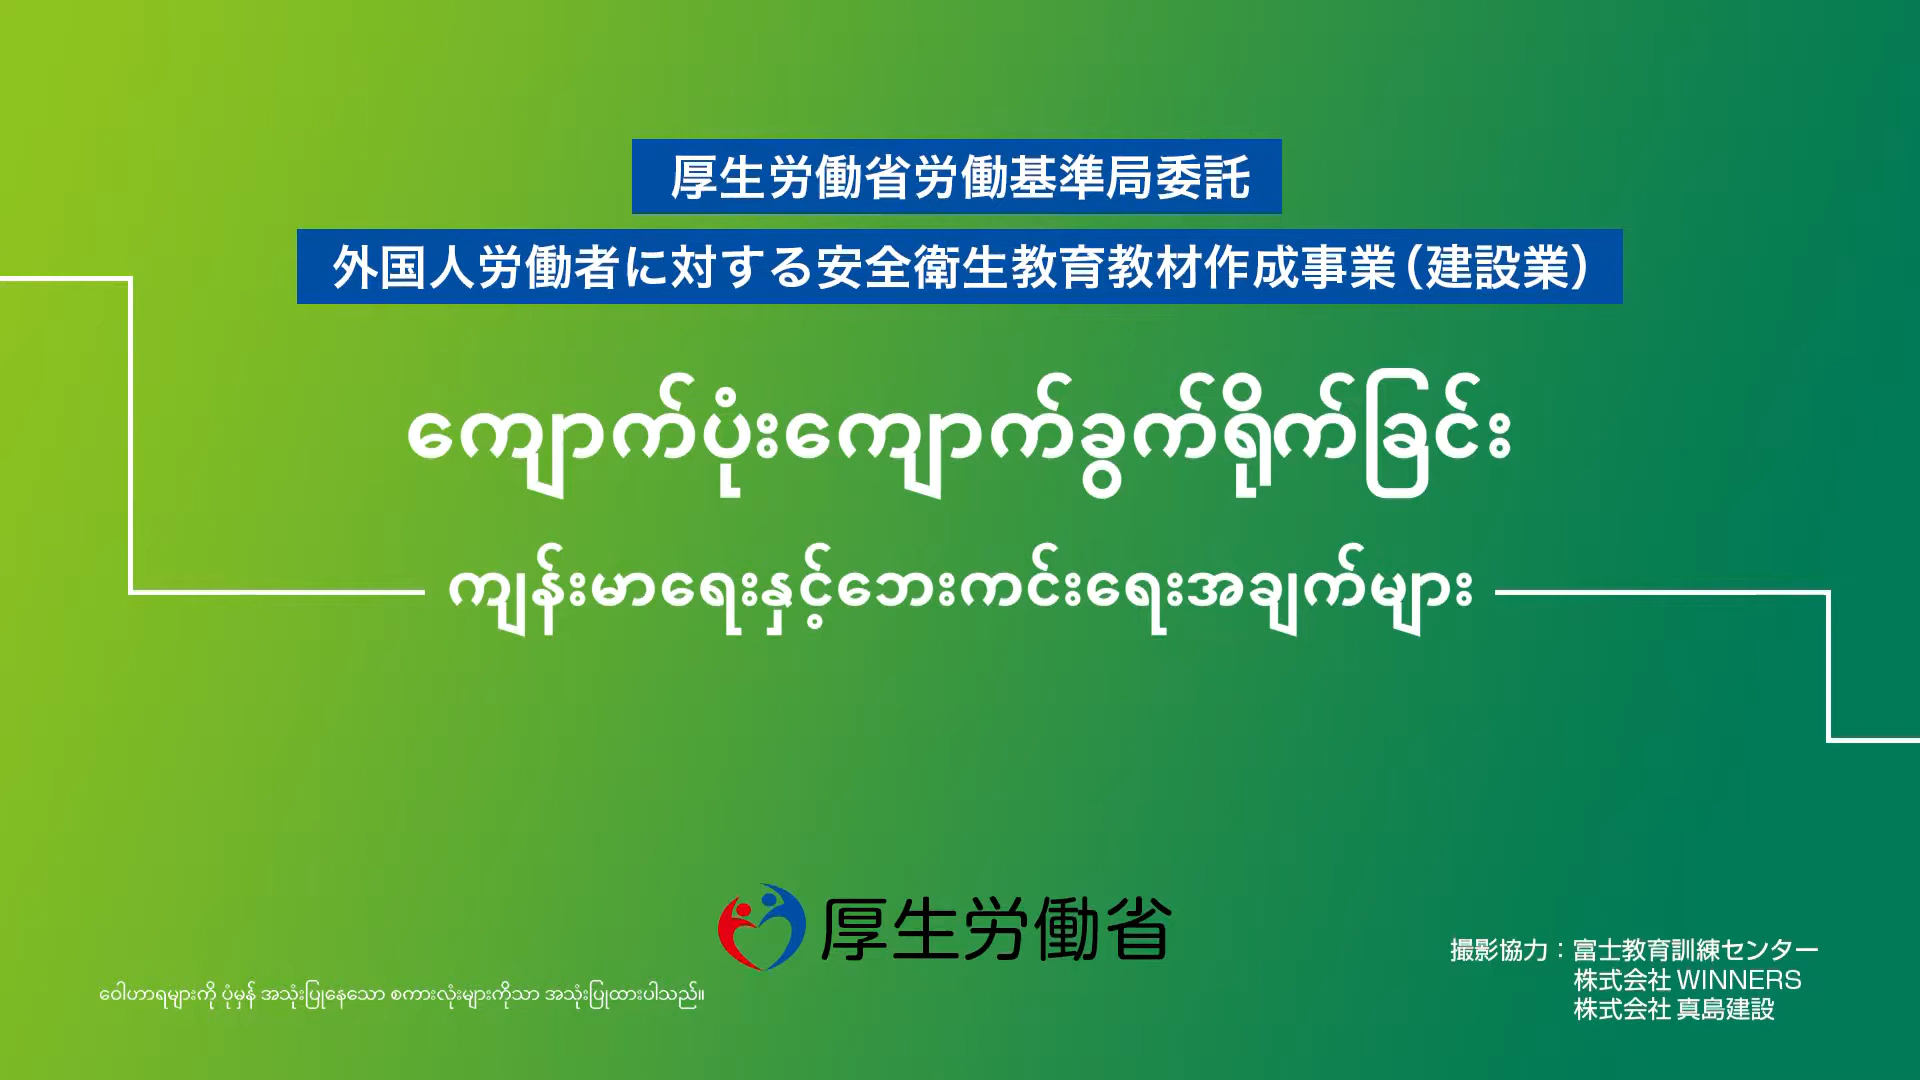 厚生労働省労働基準局委託
外国人労働者に対する安全衛生教育教材作成事業（建設業）
ကျောက်ပုံးကျောက်ခွက်ရိုက်ခြင်း
ကျန်းမာရေးနှင့်ဘေးကင်းရေးအချက်များ
厚生労働省
ဝေါဟာရများကို ပုံမှန် အသုံးပြုနေသော စကားလုံးများကိုသာ အသုံးပြုထားပါသည်။
撮影協力：富士教育訓練センター
株式会社 WINNERS
株式会社 真島建設